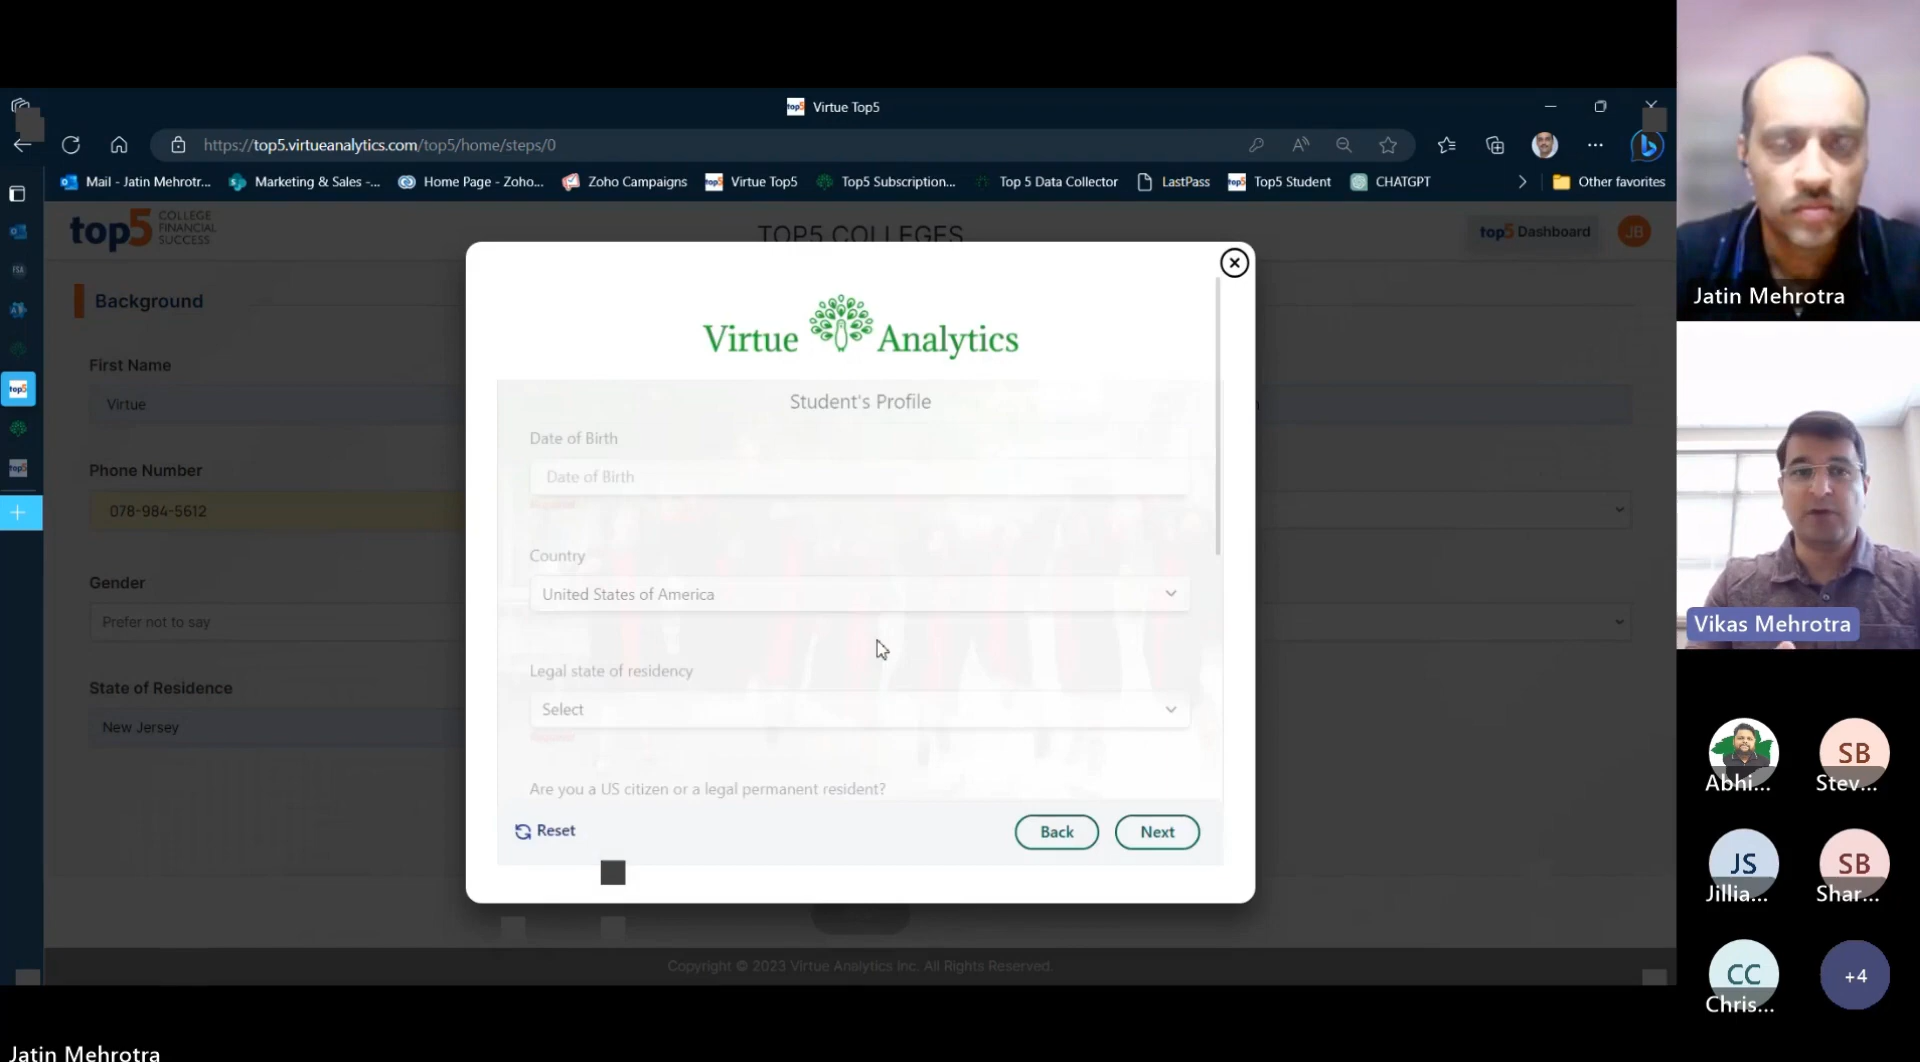 top5 Virtue Top5
https://top5.virtueanalytics.com/top5/home/steps/0
Mail - Jatin Mehrotr...
Marketing & Sales -...
Home Page - Zoho...
Zoho Campaigns
top5 Virtue Top5
Top5 Subscription...
Top 5 Data Collector
LastPass
top5 Top5 Student
CHATGPT
Other favorites
FSA
top5
top5
top5 COLLEGE
FINANCIAL
SUCCESS
TOP5 COLLEGES
top5 Dashboard
JB
Background
First Name
Virtue
Phone Number
078-984-5612
Gender
Prefer not to say
State of Residence
New Jersey
Virtue Analytics
Student's Profile
Date of Birth
Date of Birth
Country
United States of America
Legal state of residency
Select
Are you a US citizen or a legal permanent resident?
Reset
Back
Next
Copyright © 2023 Virtue Analytics Inc. All Rights Reserved.
Jatin Mehrotra
Vikas Mehrotra
Abhi...
SB
Stev...
JS
Jillia...
SB
Shar...
CC
Chris...
+4
Jatin Mehrotra